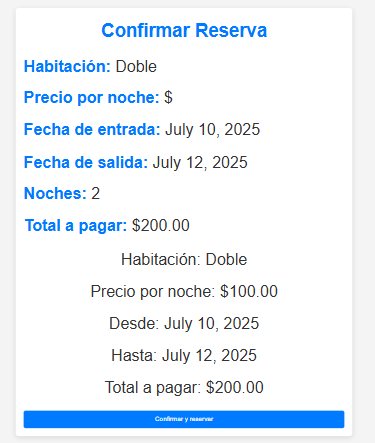 Confirmar Reserva
Habitación: Doble
Precio por noche: $
Fecha de entrada: July 10, 2025
Fecha de salida: July 12, 2025
Noches: 2
Total a pagar: $200.00
Habitación: Doble
Precio por noche: $100.00
Desde: July 10, 2025
Hasta: July 12, 2025
Total a pagar: $200.00
Confirmar y reservar